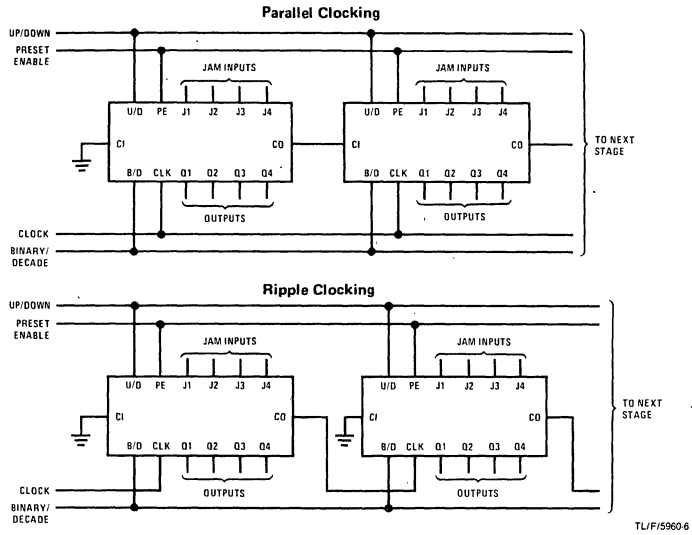 Parallel Clocking
UP/DOWN
PRESET
ENABLE
JAM INPUTS
JAM INPUTS
U/D PE J1 J2 J3 J4
U/D PE J1 J2 J3 J4
CI CO
CI CO
TO NEXT
STAGE
B/D CLK Q1 Q2 Q3 Q4
B/D CLK Q1 Q2 Q3 Q4
OUTPUTS
OUTPUTS
CLOCK
BINARY/
DECADE
Ripple Clocking
UP/DOWN
PRESET
ENABLE
JAM INPUTS
JAM INPUTS
U/D PE J1 J2 J3 J4
U/D PE J1 J2 J3 J4
CI CO
CI CO
TO NEXT
STAGE
B/D CLK Q1 Q2 Q3 Q4
B/D CLK Q1 Q2 Q3 Q4
OUTPUTS
OUTPUTS
CLOCK
BINARY/
DECADE
TL/F/5960-6